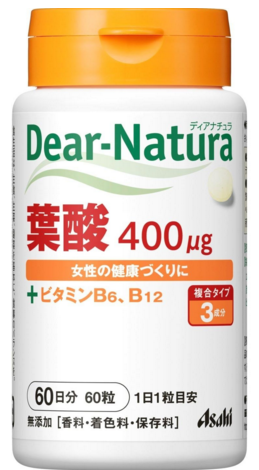 ディアナチュラ
Dear-Natura
葉酸 400μg
女性の健康づくりに
+ビタミンB6、B12
複合タイプ
3成分
60日分 60粒 1日1粒目安
無添加［香料・着色料・保存料］
Asahi